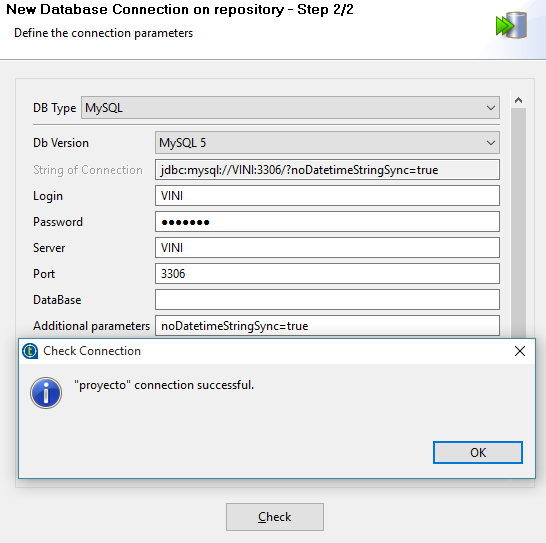 New Database Connection on repository - Step 2/2
Define the connection parameters
DB Type MySQL
Db Version MySQL 5
String of Connection jdbc:mysql://VINI:3306/?noDatetimeStringSync=true
Login VINI
Password ●●●●●●●
Server VINI
Port 3306
DataBase
Additional parameters noDatetimeStringSync=true
Check Connection
"proyecto" connection successful.
OK
Check